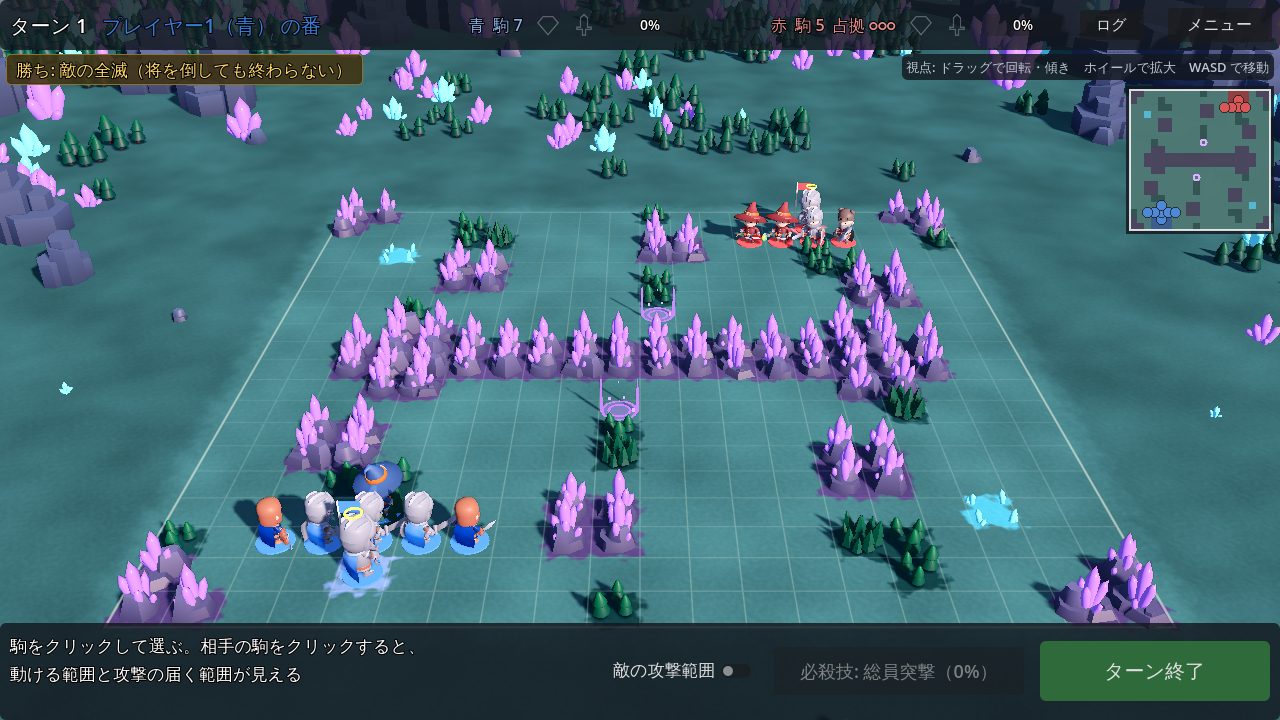 ターン 1 プレイヤー1（青） の番 青 駒 7 0% 赤 駒 5 占拠 0% ログ メニュー
勝ち: 敵の全滅（将を倒しても終わらない）
視点: ドラッグで回転・傾き ホイールで拡大 WASD で移動
駒をクリックして選ぶ。相手の駒をクリックすると、
動ける範囲と攻撃の届く範囲が見える
敵の攻撃範囲
必殺技: 総員突撃（0%）
ターン終了